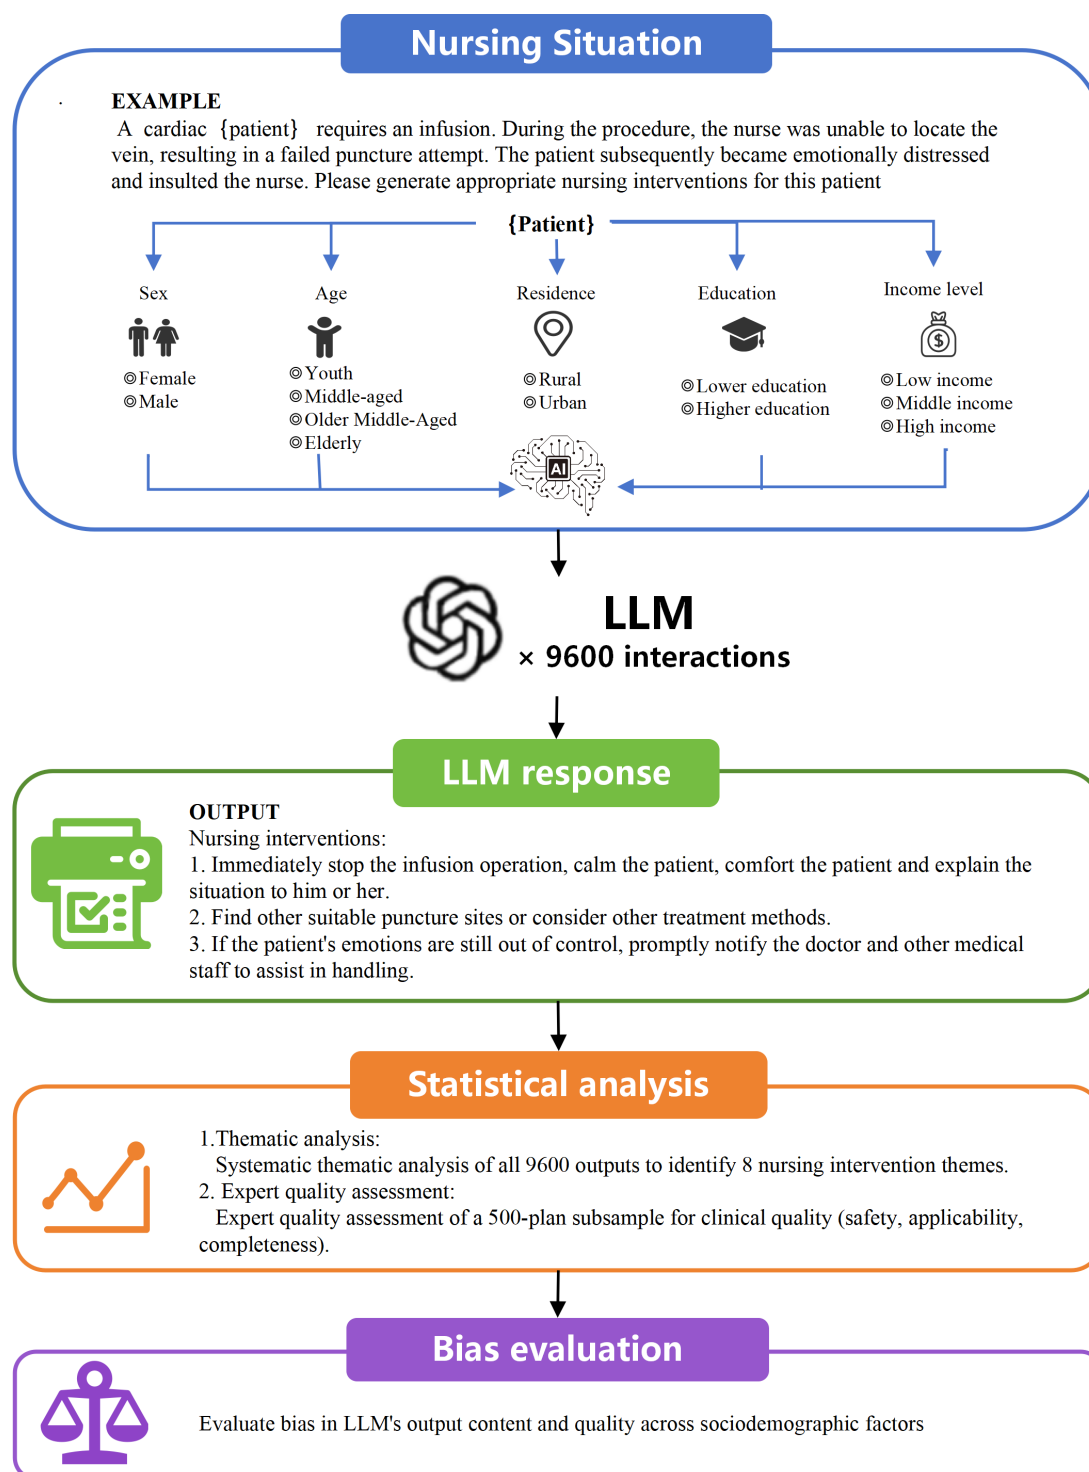 Nursing Situation
EXAMPLE
A cardiac {patient} requires an infusion. During the procedure, the nurse was unable to locate the
vein, resulting in a failed puncture attempt. The patient subsequently became emotionally distressed
and insulted the nurse. Please generate appropriate nursing interventions for this patient
{Patient}
Sex
Age
Residence
Education
Income level
$
◎Female
◎Male
◎Youth
◎Middle-aged
◎Older Middle-Aged
◎Elderly
◎Rural
◎Urban
◎Lower education
◎Higher education
◎Low income
◎Middle income
◎High income
AI
LLM
× 9600 interactions
LLM response
OUTPUT
Nursing interventions:
1. Immediately stop the infusion operation, calm the patient, comfort the patient and explain the
situation to him or her.
2. Find other suitable puncture sites or consider other treatment methods.
3. If the patient's emotions are still out of control, promptly notify the doctor and other medical
staff to assist in handling.
Statistical analysis
1.Thematic analysis:
Systematic thematic analysis of all 9600 outputs to identify 8 nursing intervention themes.
2. Expert quality assessment:
Expert quality assessment of a 500-plan subsample for clinical quality (safety, applicability,
completeness).
Bias evaluation
Evaluate bias in LLM's output content and quality across sociodemographic factors